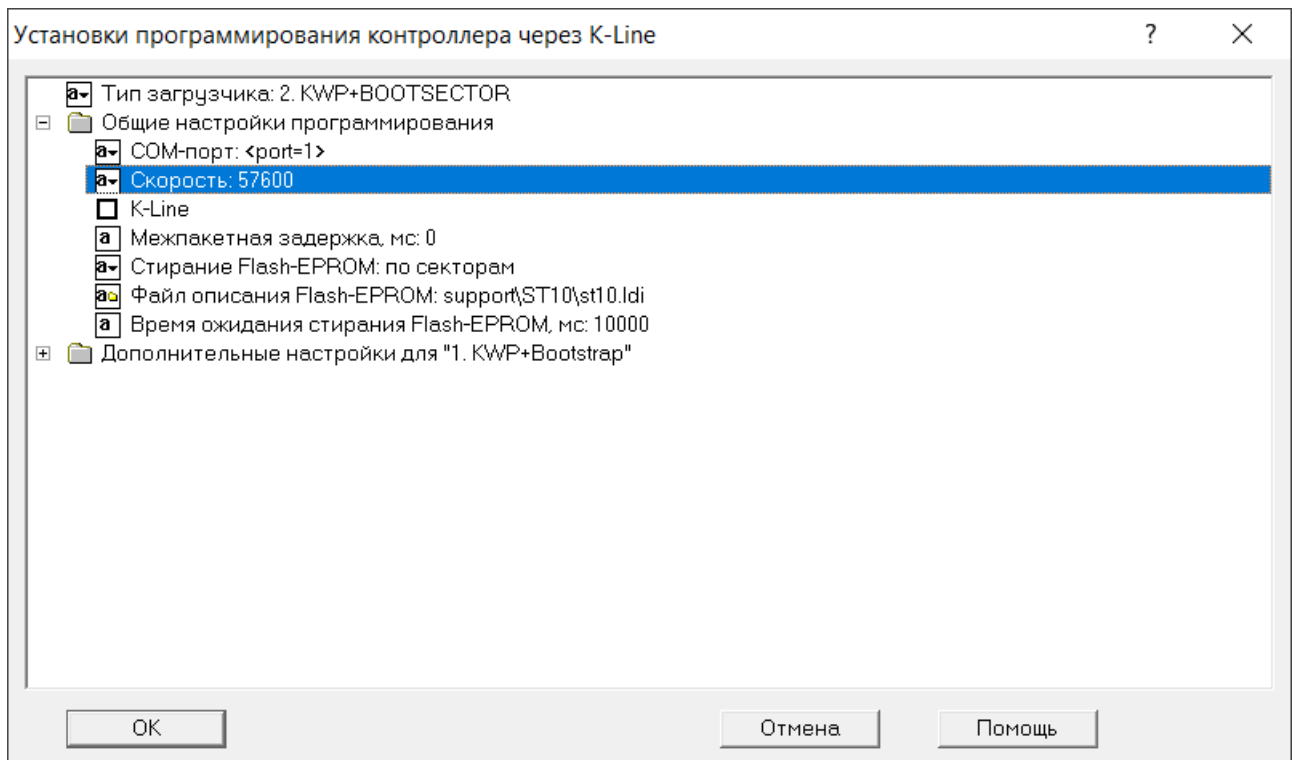 Установки программирования контроллера через K-Line
Тип загрузчика: 2. KWP+BOOTSECTOR
Общие настройки программирования
COM-порт: <port=1>
Скорость: 57600
K-Line
Межпакетная задержка, мс: 0
Стирание Flash-EPROM: по секторам
Файл описания Flash-EPROM: support\ST10\st10.ldi
Время ожидания стирания Flash-EPROM, мс: 10000
Дополнительные настройки для "1. KWP+Bootstrap"
OK Отмена Помощь